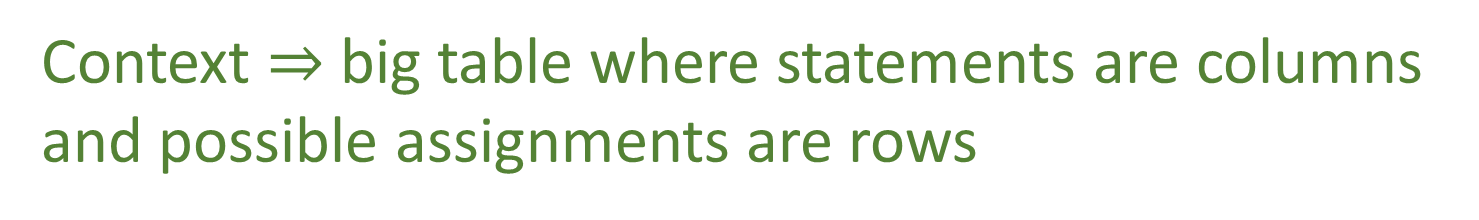 Context ⇒ big table where statements are columns
and possible assignments are rows